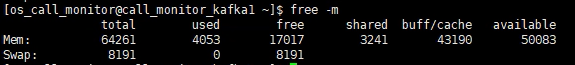 [os_call_monitor@call_monitor_kafka1 ~]$ free -m
total used free shared buff/cache available
Mem: 64261 4053 17017 3241 43190 50083
Swap: 8191 0 8191